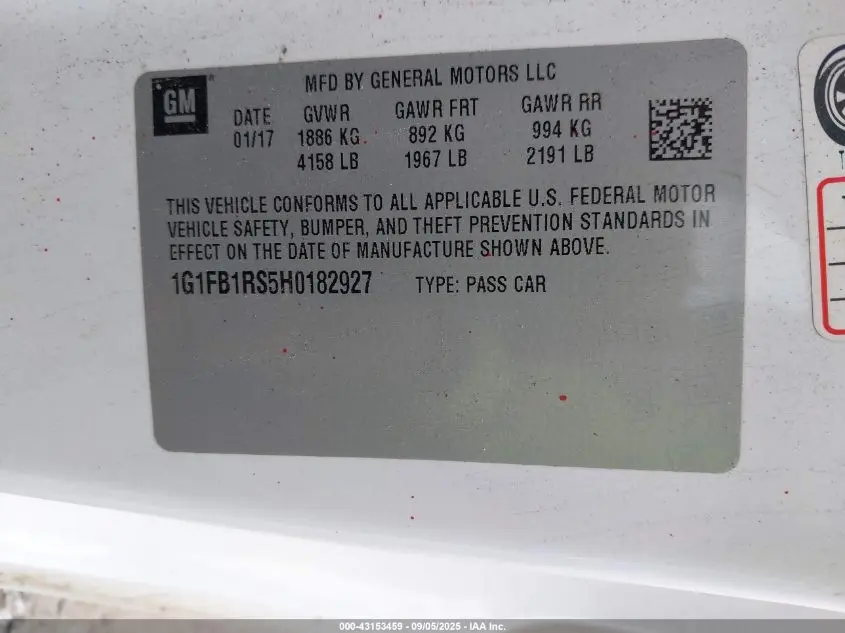 GM
MFD BY GENERAL MOTORS LLC
DATE GVWR GAWR FRT GAWR RR
01/17 1886 KG. 892 KG 994 KG
4158 LB 1967 LB 2191 LB
THIS VEHICLE CONFORMS TO ALL APPLICABLE U.S. FEDERAL MOTOR
VEHICLE SAFETY, BUMPER, AND THEFT PREVENTION STANDARDS IN
EFFECT ON THE DATE OF MANUFACTURE SHOWN ABOVE.
1G1FB1RS5H0182927 TYPE: PASS CAR
000-43153459 - 09/05/2025 - IAA Inc.